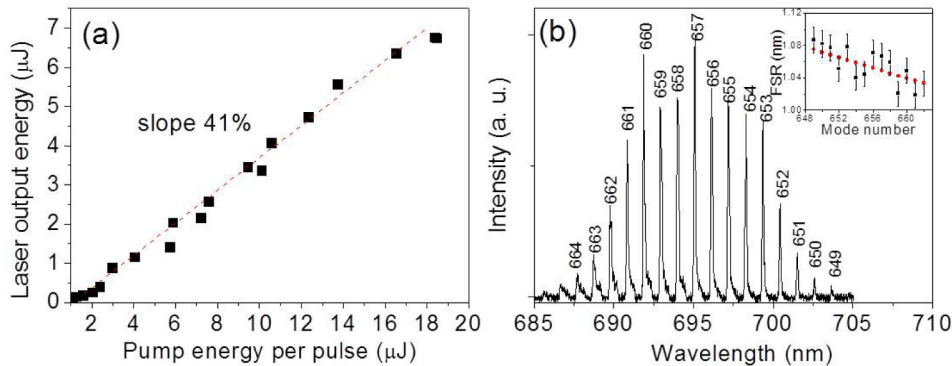 (a)
slope 41%
Laser output energy (μJ)
7
6
5
4
3
2
1
0
2 4 6 8 10 12 14 16 18 20
Pump energy per pulse (μJ)
(b)
Intensity (a. u.)
664
663
662
661
660
659
658
657
656
655
654
653
652
651
650
649
685 690 695 700 705 710
Wavelength (nm)
FSR (nm)
1.12
1.08
1.04
1.00
648 652 656 660
Mode number